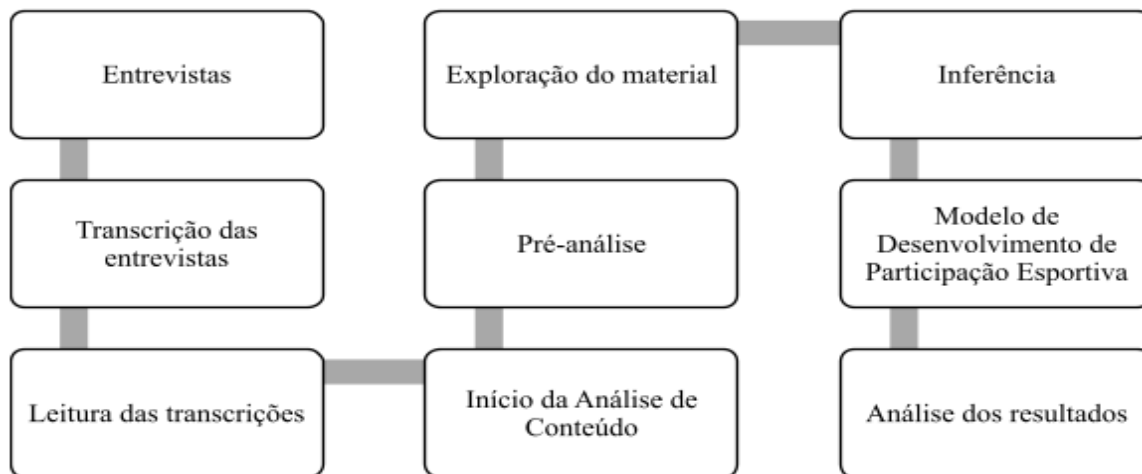 Entrevistas
Transcrição das
entrevistas
Leitura das transcrições
Início da Análise de
Conteúdo
Pré-análise
Exploração do material
Inferência
Modelo de
Desenvolvimento de
Participação Esportiva
Análise dos resultados